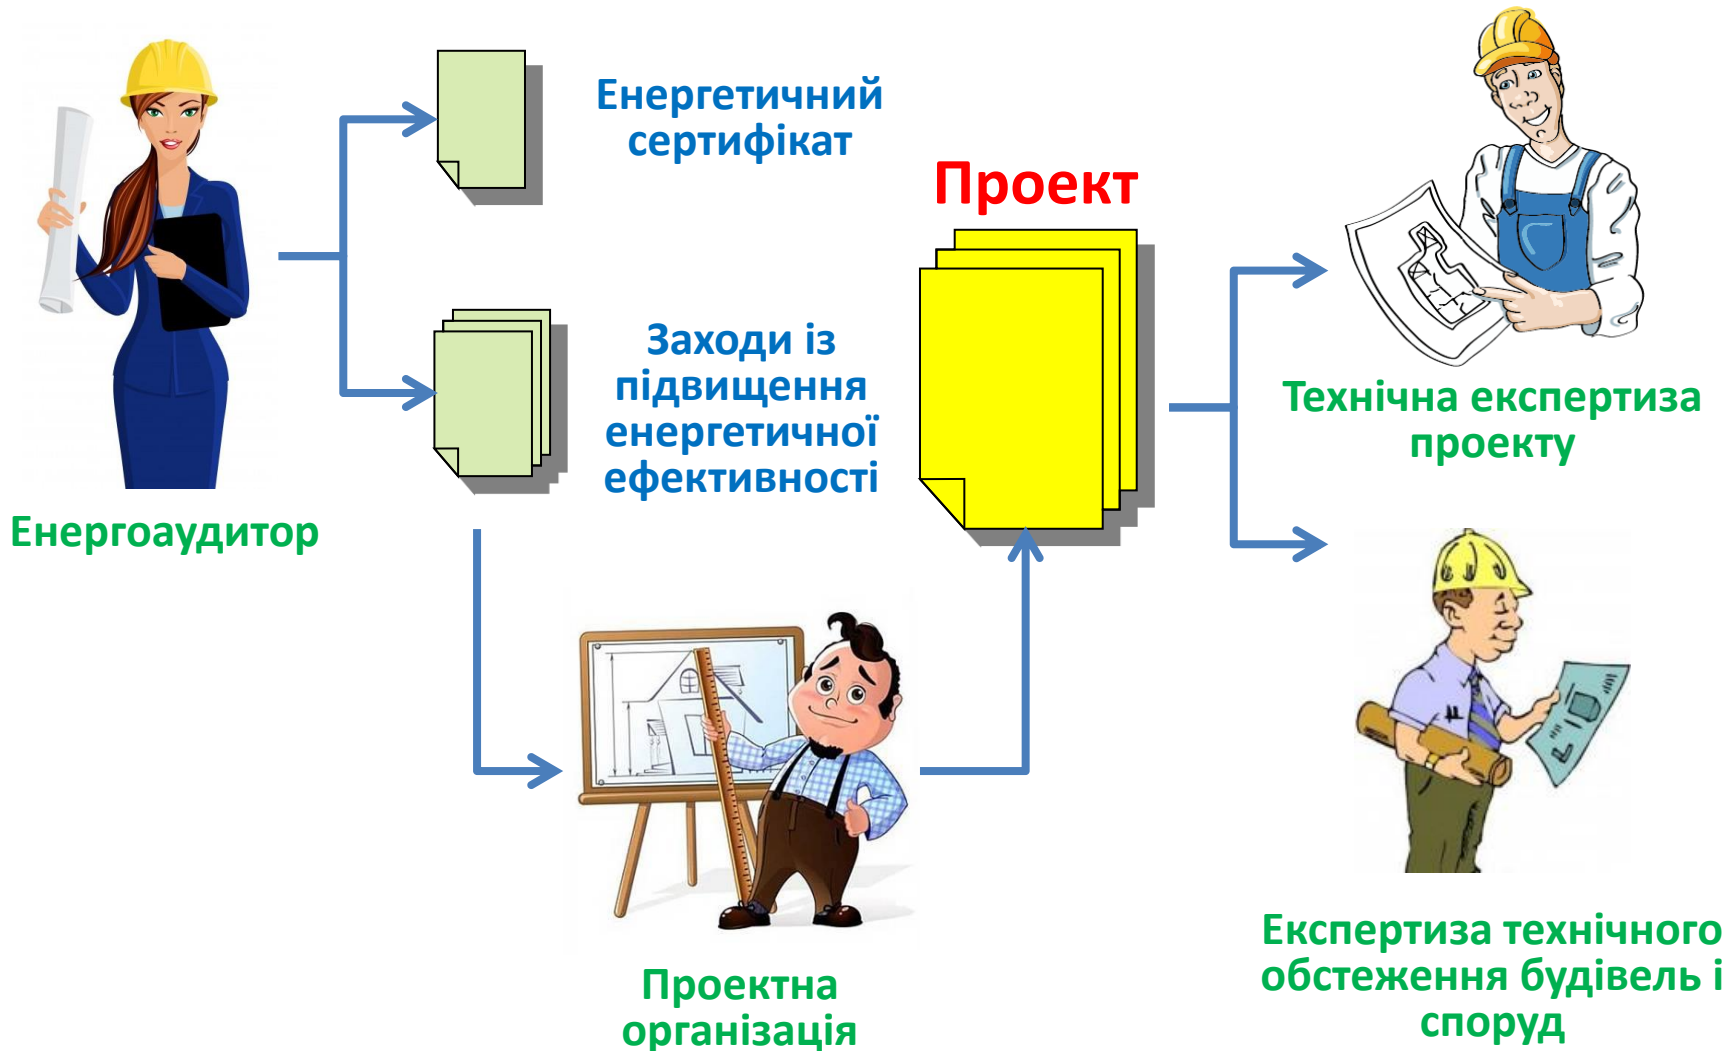 Енергетичний
сертифікат
Проект
Заходи із
підвищення
енергетичної
ефективності
Технічна експертиза
проекту
Енергоаудитор
Проектна
організація
Експертиза технічного
обстеження будівель і
споруд